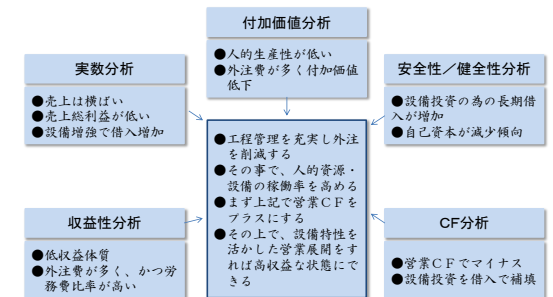 付加価値分析
●人的生産性が低い
●外注費が多く付加価値
低下
実数分析
●売上は横ばい
●売上総利益が低い
●設備増強で借入増加
安全性／健全性分析
●設備投資の為の長期借
入が増加
●自己資本が減少傾向
●工程管理を充実し外注
を削減する
●その事で、人的資源・
設備の稼働率を高める
●まず上記で営業ＣＦを
プラスにする
●その上で、設備特性を
活かした営業展開をす
れば高収益な状態にで
きる
収益性分析
●低収益体質
●外注費が多く、かつ労
務費比率が高い
CF分析
●営業ＣＦでマイナス
●設備投資を借入で補填